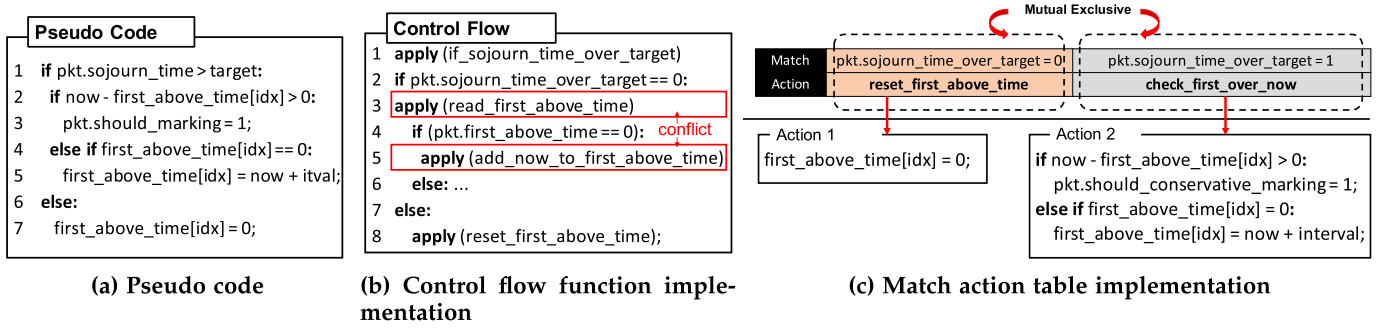 Pseudo Code
1 if pkt.sojourn_time > target:
2 if now - first_above_time[idx] > 0:
3 pkt.should_marking = 1;
4 else if first_above_time[idx] == 0:
5 first_above_time[idx] = now + itval;
6 else:
7 first_above_time[idx] = 0;
(a) Pseudo code
Control Flow
1 apply (if_sojourn_time_over_target)
2 if pkt.sojourn_time_over_target == 0:
3 apply (read_first_above_time)
4 if (pkt.first_above_time == 0):
conflict
5 apply (add_now_to_first_above_time)
6 else: ...
7 else:
8 apply (reset_first_above_time);
(b) Control flow function imple-
mentation
Mutual Exclusive
Match pkt.sojourn_time_over_target = 0 pkt.sojourn_time_over_target = 1
Action reset_first_above_time check_first_over_now
Action 1
first_above_time[idx] = 0;
Action 2
if now - first_above_time[idx] > 0:
pkt.should_conservative_marking = 1;
else if first_above_time[idx] = 0:
first_above_time[idx] = now + interval;
(c) Match action table implementation